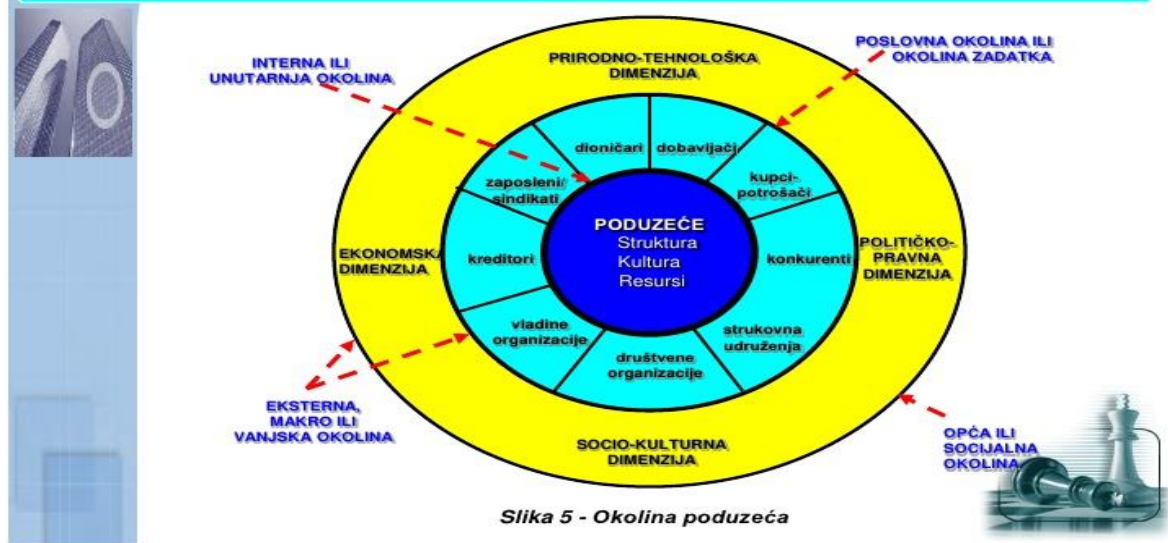 INTERNA ILI
UNUTARNJA OKOLINA
PRIRODNO-TEHNOLOŠKA
DIMENZIJA
POSLOVNA OKOLINA ILI
OKOLINA ZADATKA
dioničari
dobavljači
zaposleni/
sindikati
kupci-
potrošači
PODUZEĆE
Struktura
Kultura
Resursi
EKONOMSKA
DIMENZIJA
kreditori
konkurenti
POLITIČKO-
PRAVNA
DIMENZIJA
vladine
organizacije
društvene
organizacije
strukovna
udruženja
EKSTERNA,
MAKRO ILI
VANJSKA OKOLINA
SOCIO-KULTURNA
DIMENZIJA
OPĆA ILI
SOCIJALNA
OKOLINA
Slika 5 - Okolina poduzeća